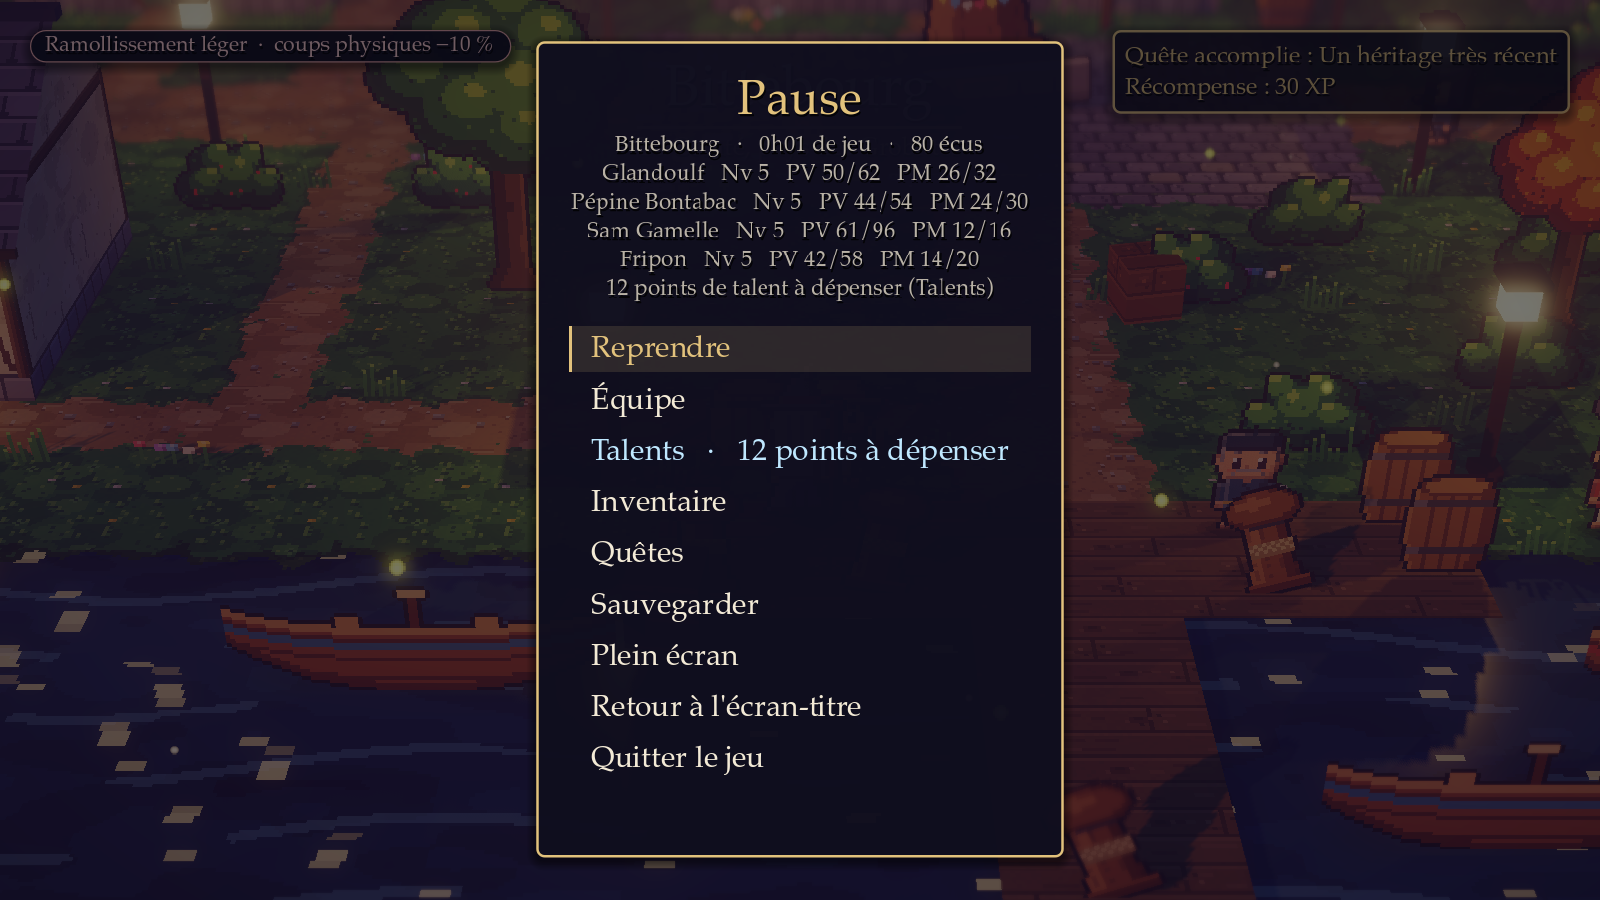 Ramollissement léger · coups physiques −10 %
Quête accomplie : Un héritage très récent
Récompense : 30 XP
Pause
Bittebourg · 0h01 de jeu · 80 écus
Glandoulf Nv 5 PV 50/62 PM 26/32
Pépine Bontabac Nv 5 PV 44/54 PM 24/30
Sam Gamelle Nv 5 PV 61/96 PM 12/16
Fripon Nv 5 PV 42/58 PM 14/20
12 points de talent à dépenser (Talents)
Reprendre
Équipe
Talents · 12 points à dépenser
Inventaire
Quêtes
Sauvegarder
Plein écran
Retour à l'écran-titre
Quitter le jeu